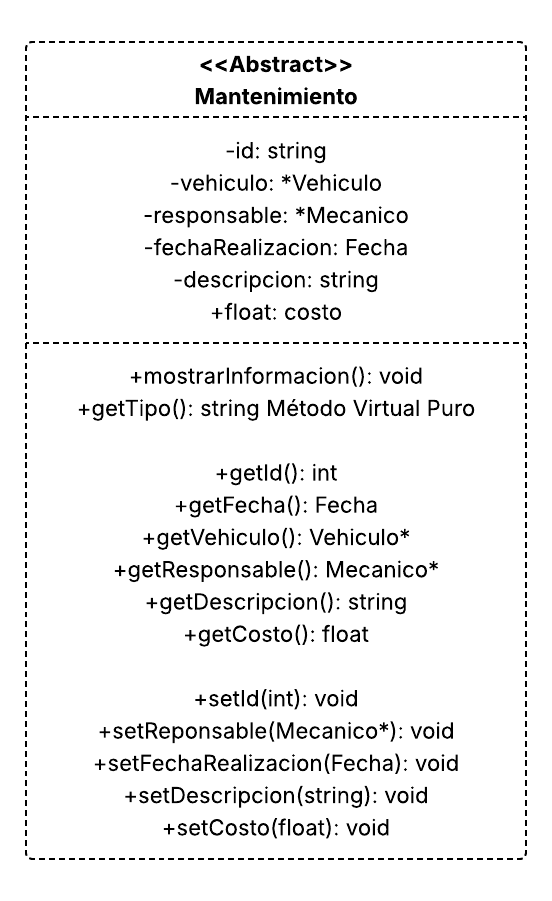 <<Abstract>>
Mantenimiento
-id: string
-vehiculo: *Vehiculo
-responsable: *Mecanico
-fechaRealizacion: Fecha
-descripcion: string
+float: costo
+mostrarInformacion(): void
+getTipo(): string Método Virtual Puro
+getId(): int
+getFecha(): Fecha
+getVehiculo(): Vehiculo*
+getResponsable(): Mecanico*
+getDescripcion(): string
+getCosto(): float
+setId(int): void
+setReponsable(Mecanico*): void
+setFechaRealizacion(Fecha): void
+setDescripcion(string): void
+setCosto(float): void